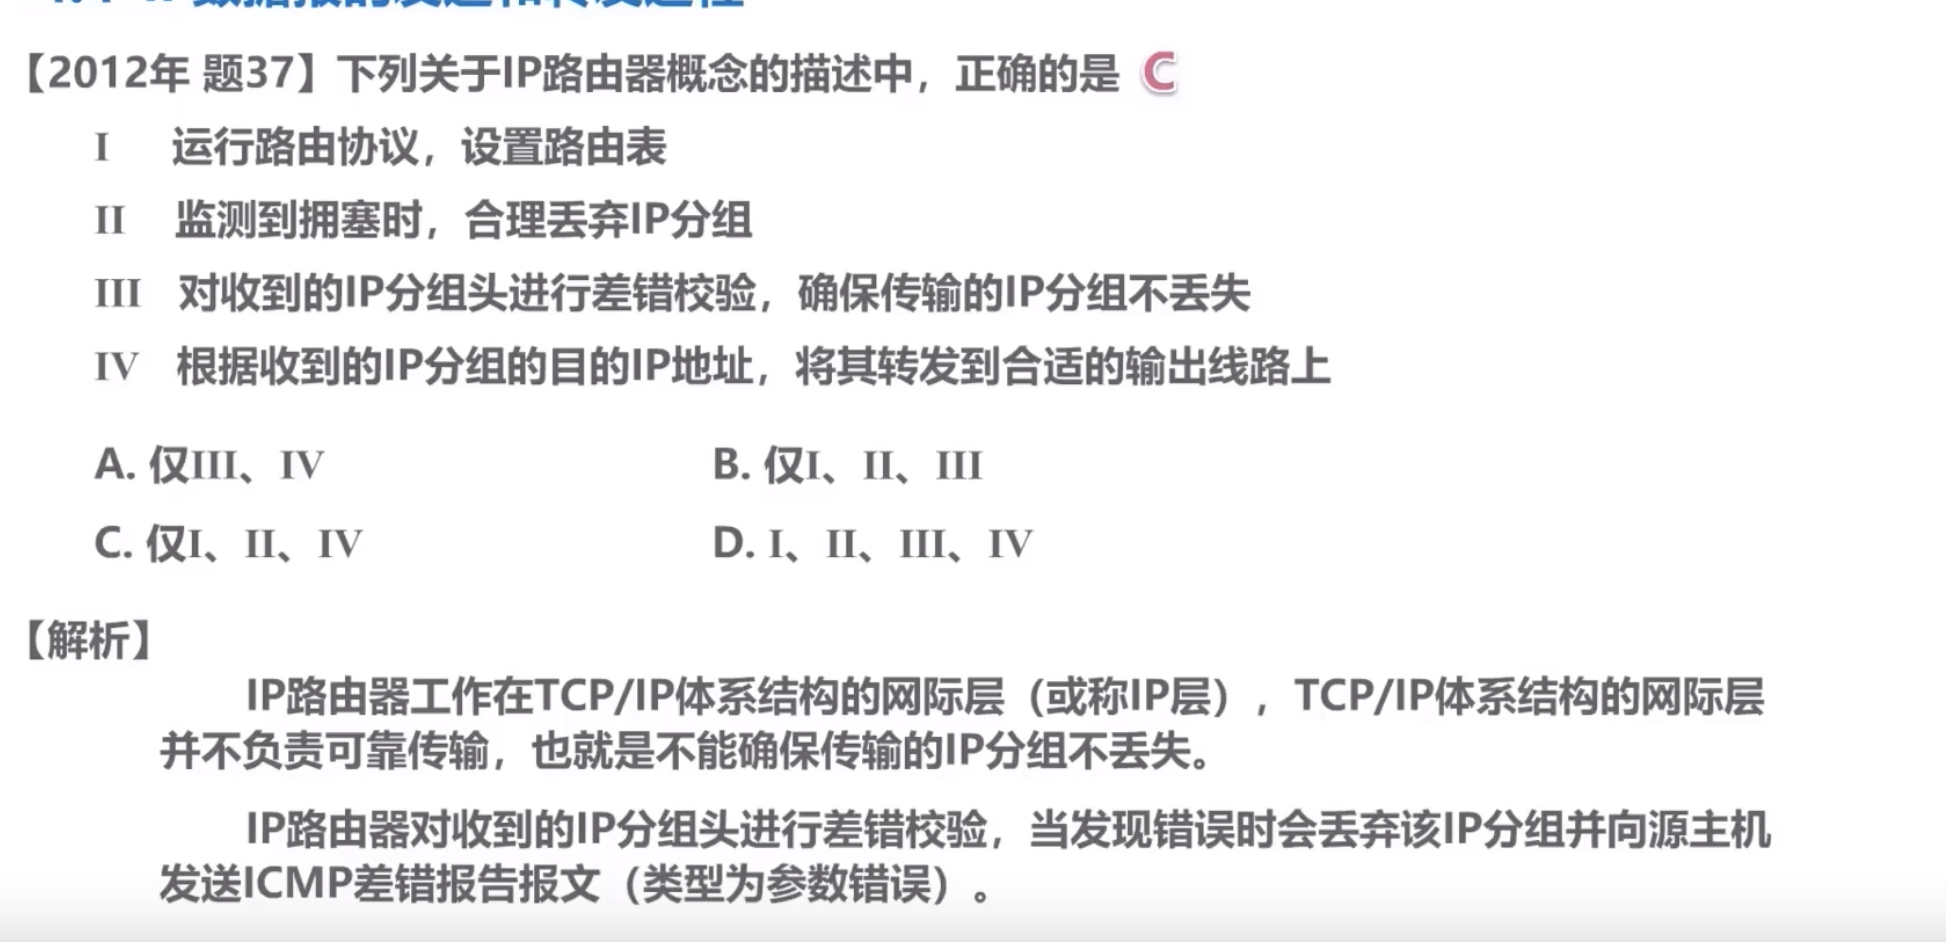 【2012年 题37】下列关于IP路由器概念的描述中，正确的是 C
I 运行路由协议，设置路由表
II 监测到拥塞时，合理丢弃IP分组
III 对收到的IP分组头进行差错校验，确保传输的IP分组不丢失
IV 根据收到的IP分组的目的IP地址，将其转发到合适的输出线路上
A. 仅III、IV B. 仅I、II、III
C. 仅I、II、IV D. I、II、III、IV
【解析】
IP路由器工作在TCP/IP体系结构的网际层（或称IP层），TCP/IP体系结构的网际层
并不负责可靠传输，也就是不能确保传输的IP分组不丢失。
IP路由器对收到的IP分组头进行差错校验，当发现错误时会丢弃该IP分组并向源主机
发送ICMP差错报告报文（类型为参数错误）。